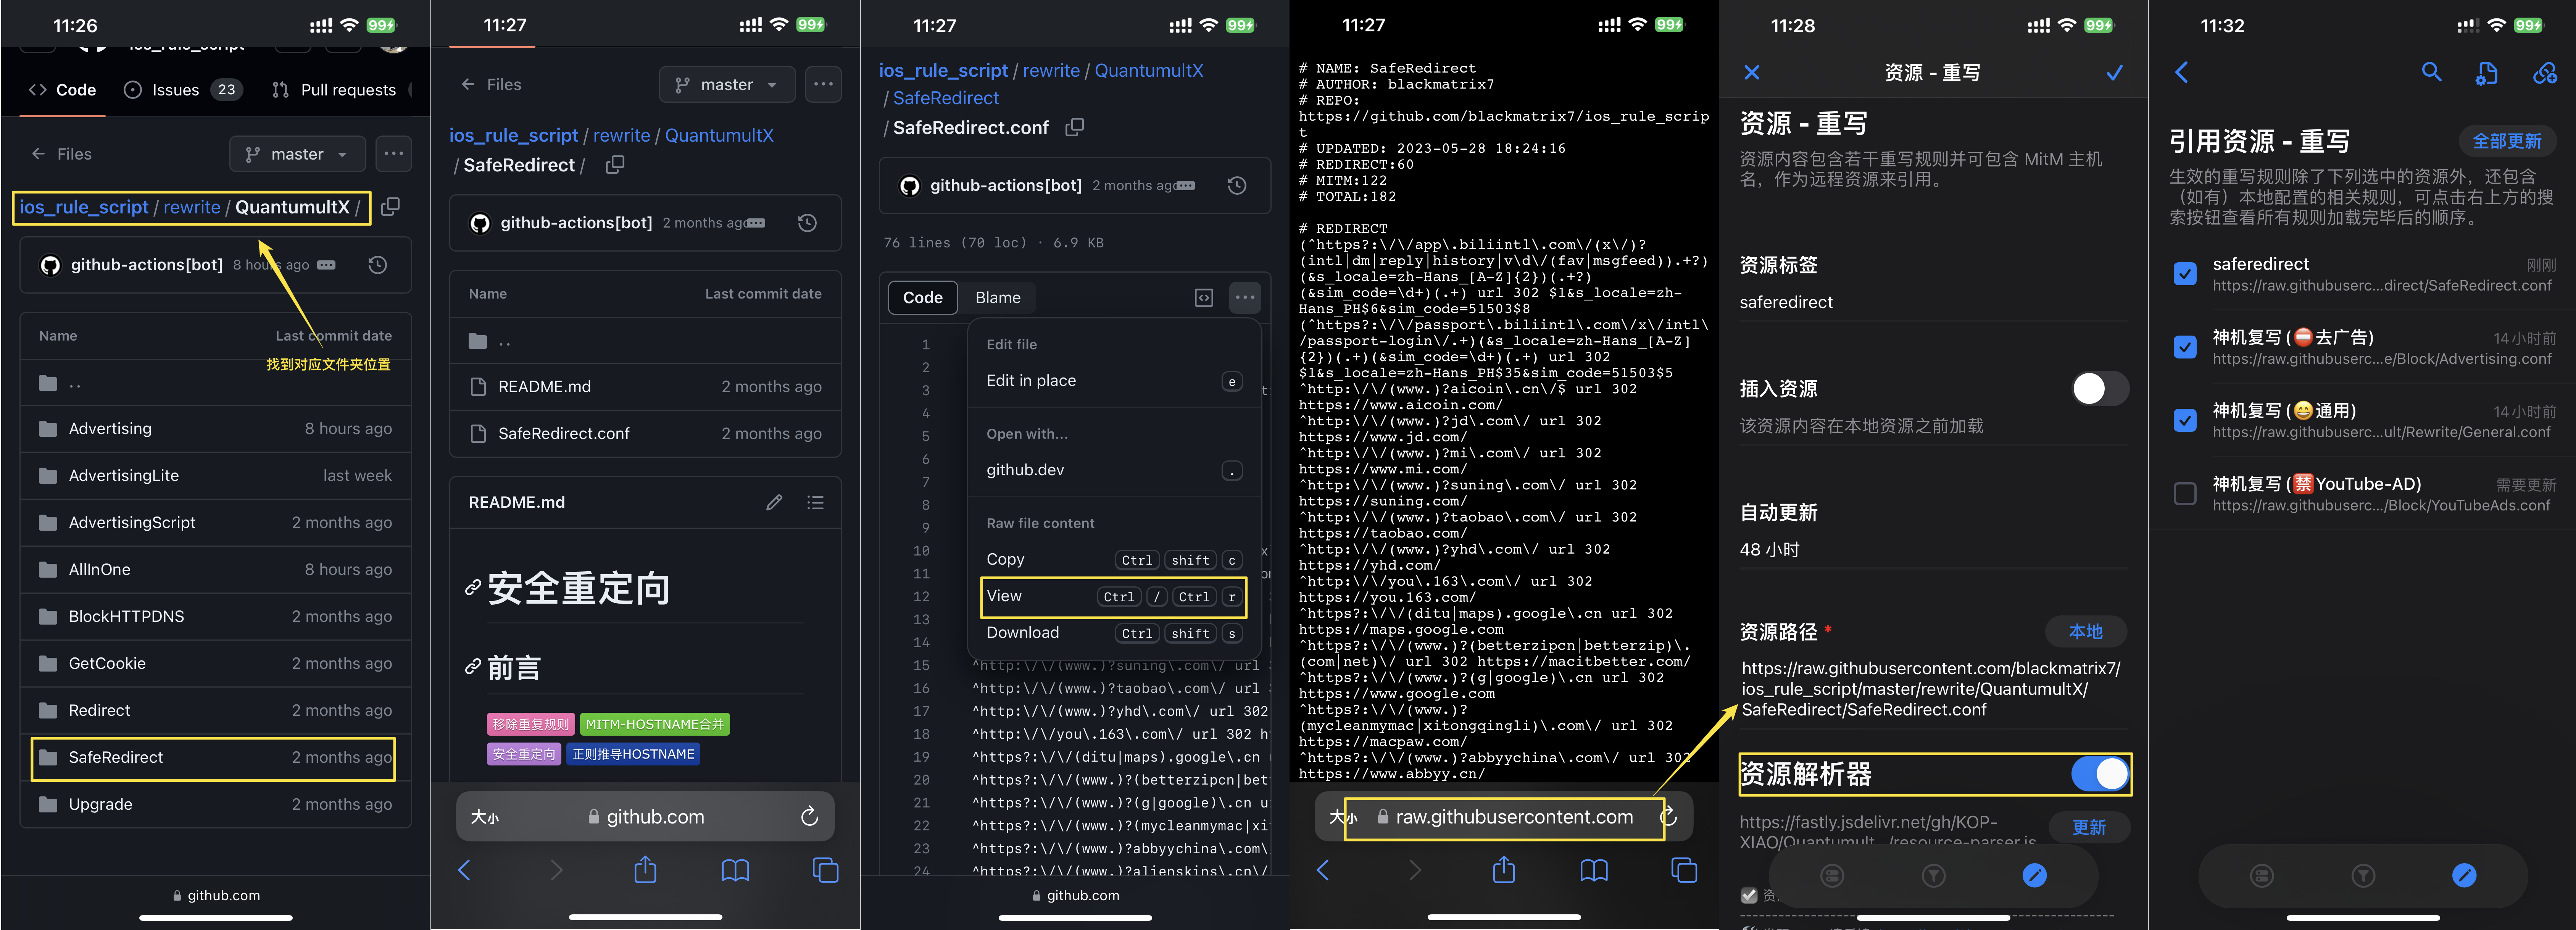 11:26
99
ios_rule_script
Code
Issues 23
Pull requests
Files
master
ios_rule_script / rewrite / QuantumultX /
github-actions[bot] 8 hours ago
Name Last commit date
找到对应文件夹位置
..
Advertising 8 hours ago
AdvertisingLite last week
AdvertisingScript 2 months ago
AllInOne 8 hours ago
BlockHTTPDNS 2 months ago
GetCookie 2 months ago
Redirect 2 months ago
SafeRedirect 2 months ago
Upgrade 2 months ago
github.com
11:27
99
Files
master
ios_rule_script / rewrite / QuantumultX
/ SafeRedirect /
github-actions[bot] 2 months ago
Name Last commit date
..
README.md 2 months ago
SafeRedirect.conf 2 months ago
README.md
安全重定向
前言
移除重复规则 MITM-HOSTNAME合并
安全重定向 正则推导HOSTNAME
大小 github.com
11:27
99
ios_rule_script / rewrite / QuantumultX
/ SafeRedirect
/ SafeRedirect.conf
github-actions[bot] 2 months ago
76 lines (70 loc) · 6.9 KB
Code Blame
Edit file
Edit in place e
Open with...
github.dev .
Raw file content
Copy Ctrl shift c
View Ctrl / Ctrl r
Download Ctrl shift s
1
2
3
4
5
6
7
8
9
10
11
12
13
14
15 ^http:\/\/(www.)?suning\.com\/ url 3
16 ^http:\/\/(www.)?taobao\.com\/ url 3
17 ^http:\/\/(www.)?yhd\.com\/ url 302
18 ^http:\/\/you\.163\.com\/ url 302 h
19 ^https?:\/\/(ditu|maps).google\.cn u
20 ^https?:\/\/(www.)?(betterzipcn|bet
21 ^https?:\/\/(www.)?(g|google)\.cn u
22 ^https?:\/\/(www.)?(mycleanmymac|xi
23 ^https?:\/\/(www.)?abbyychina\.com\
24 ^https?:\/\/(www.)?alienskins\.cn\/
github.com
11:27
99
# NAME: SafeRedirect
# AUTHOR: blackmatrix7
# REPO:
https://github.com/blackmatrix7/ios_rule_scrip
t
# UPDATED: 2023-05-28 18:24:16
# REDIRECT:60
# MITM:122
# TOTAL:182
# REDIRECT
(^https?:\/\/app\.biliintl\.com\/(x\/)?
(intl|dm|reply|history|v\d\/(fav|msgfeed)).+?)
(&s_locale=zh-Hans_[A-Z]{2})(.+?)
(&sim_code=\d+)(.+) url 302 $1&s_locale=zh-
Hans_PH$6&sim_code=51503$8
(^https?:\/\/passport\.biliintl\.com\/x\/intl\
/passport-login\/.+)(&s_locale=zh-Hans_[A-Z]
{2})(.+)(&sim_code=\d+)(.+) url 302
$1&s_locale=zh-Hans_PH$35&sim_code=51503$5
^http:\/\/(www.)?aicoin\.cn\/$ url 302
https://www.aicoin.com/
^http:\/\/(www.)?jd\.com\/ url 302
https://www.jd.com/
^http:\/\/(www.)?mi\.com\/ url 302
https://www.mi.com/
^http:\/\/(www.)?suning\.com\/ url 302
https://suning.com/
^http:\/\/(www.)?taobao\.com\/ url 302
https://taobao.com/
^http:\/\/(www.)?yhd\.com\/ url 302
https://yhd.com/
^http:\/\/you\.163\.com\/ url 302
https://you.163.com/
^https?:\/\/(ditu|maps).google\.cn url 302
https://maps.google.com
^https?:\/\/(www.)?(betterzipcn|betterzip)\.
(com|net)\/ url 302 https://macitbetter.com/
^https?:\/\/(www.)?(g|google)\.cn url 302
https://www.google.com
^https?:\/\/(www.)?
(mycleanmymac|xitongqingli)\.com\/ url 302
https://macpaw.com/
^https?:\/\/(www.)?abbyychina\.com\/ url 302
https://www.abbyy.cn/
大小 raw.githubusercontent.com
11:28
99
资源 - 重写
资源 - 重写
资源内容包含若干重写规则并可包含 MitM 主机
名，作为远程资源来引用。
资源标签
saferedirect
插入资源
该资源内容在本地资源之前加载
自动更新
48 小时
资源路径 * 本地
https://raw.githubusercontent.com/blackmatrix7/
ios_rule_script/master/rewrite/QuantumultX/
SafeRedirect/SafeRedirect.conf
资源解析器
https://fastly.jsdelivr.net/gh/KOP-
XIAO/Quantumult.../resource-parser.js
更新
11:32
99
引用资源 - 重写 全部更新
生效的重写规则除了下列选中的资源外，还包含
（如有）本地配置的相关规则，可点击右上方的搜
索按钮查看所有规则加载完毕后的顺序。
saferedirect 刚刚
https://raw.githubuserc...direct/SafeRedirect.conf
神机复写(⛔去广告) 14小时前
https://raw.githubuserc...e/Block/Advertising.conf
神机复写(😄通用) 14小时前
https://raw.githubuserc...ult/Rewrite/General.conf
神机复写(🈲YouTube-AD) 需要更新
https://raw.githubuserc.../Block/YouTubeAds.conf